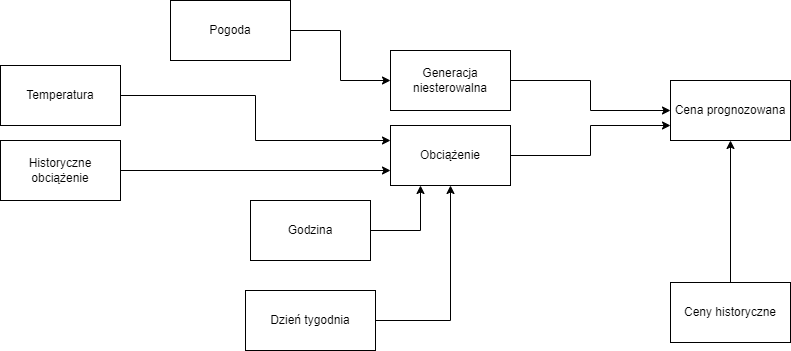 Pogoda
Generacja
niesterowalna
Temperatura
Cena prognozowana
Obciążenie
Historyczne
obciążenie
Godzina
Dzień tygodnia
Ceny historyczne